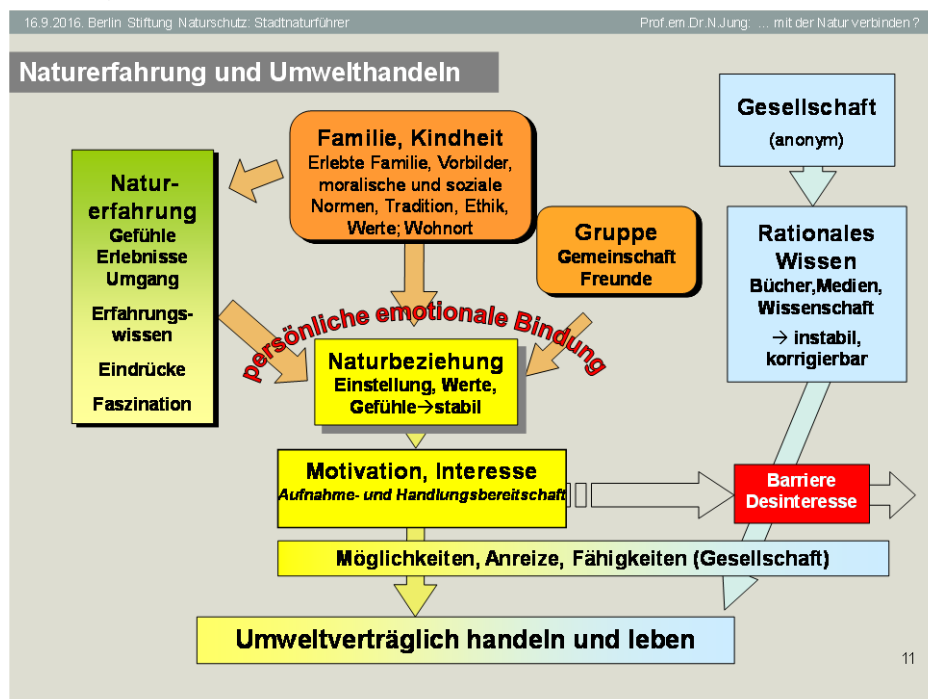 16.9.2016. Berlin Stiftung Naturschutz: Stadtnaturführer
Prof.em.Dr.N.Jung: ... mit der Natur verbinden?
Naturerfahrung und Umwelthandeln
Gesellschaft
(anonym)
Familie, Kindheit
Erlebte Familie, Vorbilder,
moralische und soziale
Normen, Tradition, Ethik,
Werte; Wohnort
Natur-
erfahrung
Gefühle
Erlebnisse
Umgang
Erfahrungs-
wissen
Eindrücke
Faszination
Gruppe
Gemeinschaft
Freunde
Rationales
Wissen
Bücher,Medien,
Wissenschaft
→ instabil,
korrigierbar
persönliche emotionale Bindung
Naturbeziehung
Einstellung, Werte,
Gefühle→stabil
Motivation, Interesse
Aufnahme- und Handlungsbereitschaft
Barriere
Desinteresse
Möglichkeiten, Anreize, Fähigkeiten (Gesellschaft)
Umweltverträglich handeln und leben
11